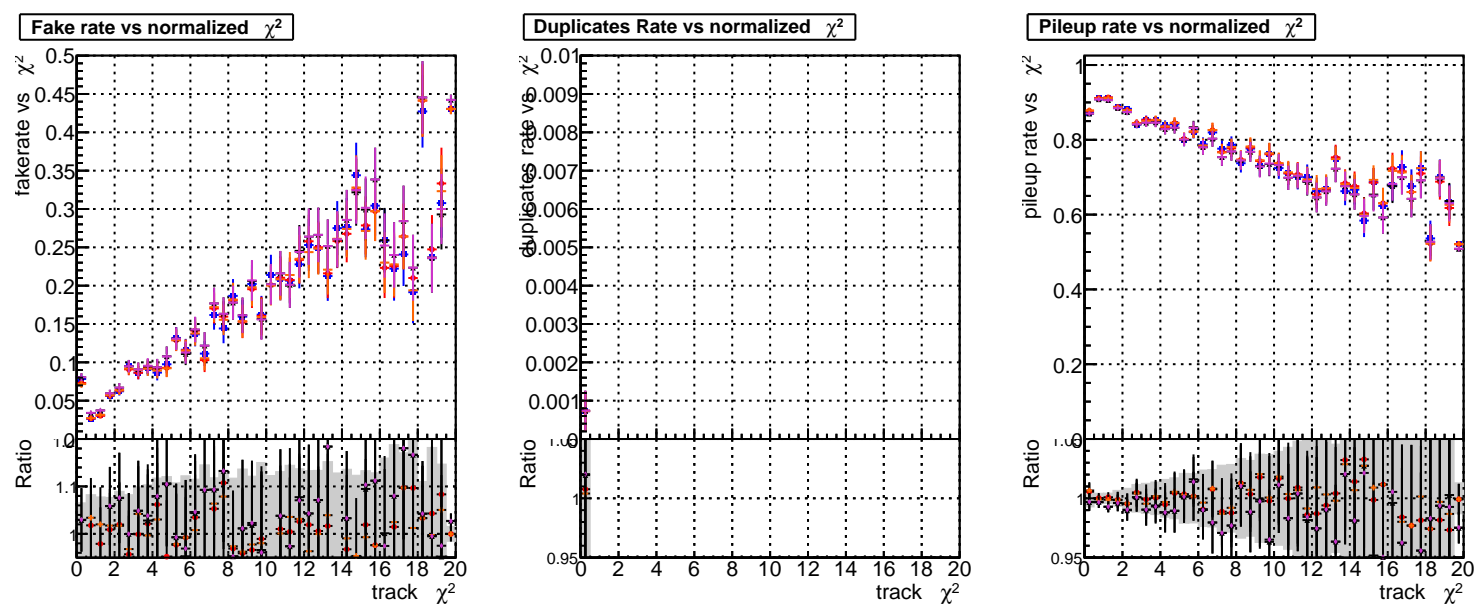 Fake rate vs normalized χ²
fakerate vs χ²
0.5
0.45
0.4
0.35
0.3
0.25
0.2
0.15
0.1
0.05
Ratio
1.1
1
0 2 4 6 8 10 12 14 16 18 20
track χ²
Duplicates Rate vs normalized χ²
duplicates rate vs χ²
0.01
0.009
0.008
0.007
0.006
0.005
0.004
0.003
0.002
0.001
Ratio
1
0.95
0 2 4 6 8 10 12 14 16 18 20
track χ²
Pileup rate vs normalized χ²
pileup rate vs χ²
1
0.8
0.6
0.4
0.2
Ratio
1
0.95
0 2 4 6 8 10 12 14 16 18 20
track χ²